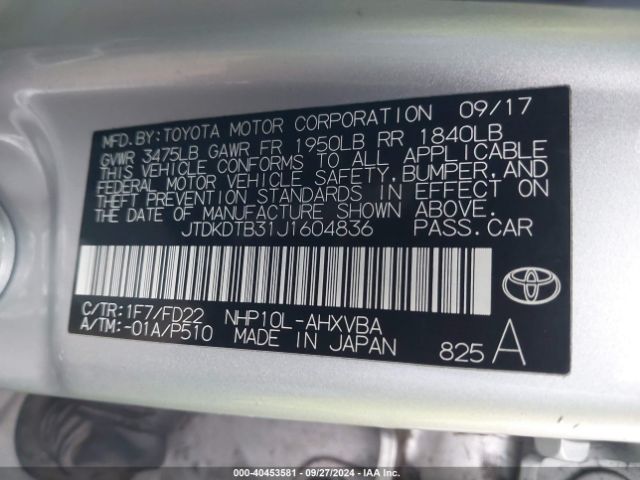 MFD.BY:TOYOTA MOTOR CORPORATION 09/17
GVWR 3475LB GAWR FR 1950LB RR 1840LB
THIS VEHICLE CONFORMS TO ALL APPLICABLE
FEDERAL MOTOR VEHICLE SAFETY,BUMPER,AND
THEFT PREVENTION STANDARDS IN EFFECT ON
THE DATE OF MANUFACTURE SHOWN ABOVE.
JTDKDTB31J1604836 PASS.CAR
C/TR:1F7/FD22 NHP10L-AHXVBA
A/TM:-01A/P510 MADE IN JAPAN 825 A
000-40453581 | 09/27/2024 | IAA Inc.